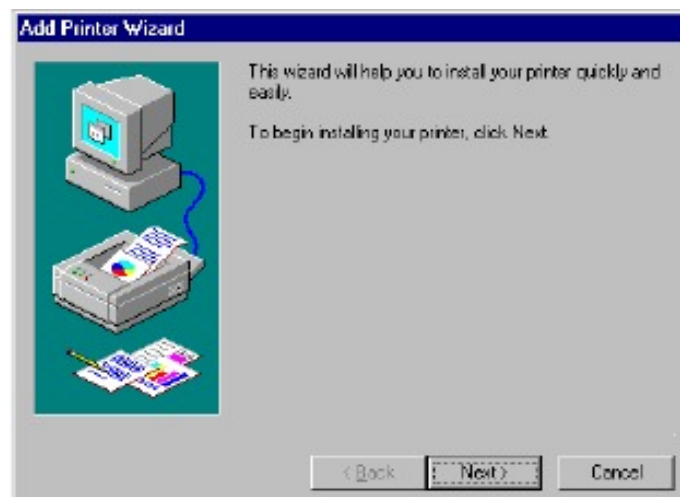 Add Printer Wizard
This wizard will help you to install your printer quickly and
easily.
To begin installing your printer, click Next.
< Back
Next >
Cancel